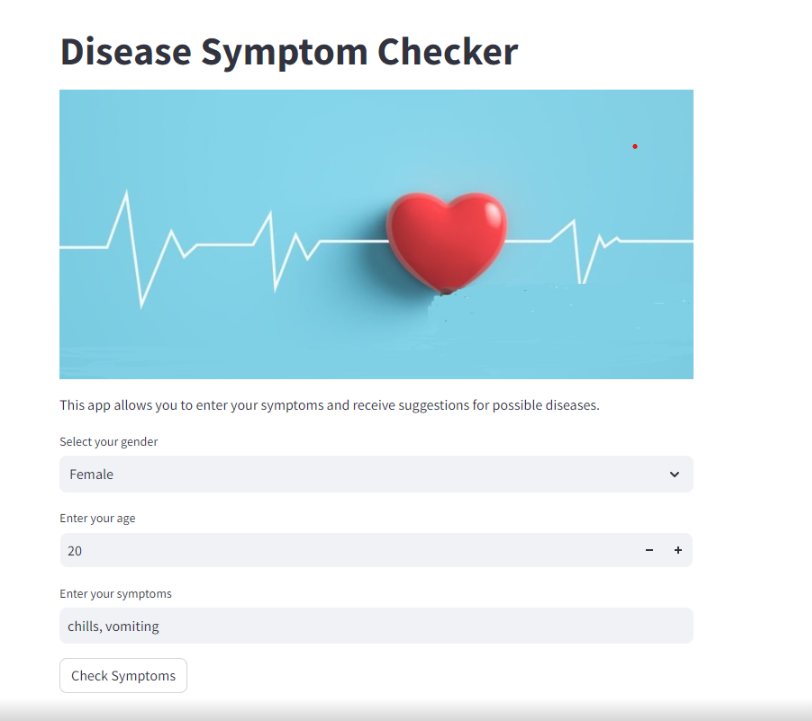 Disease Symptom Checker
This app allows you to enter your symptoms and receive suggestions for possible diseases.
Select your gender
Female
Enter your age
20
Enter your symptoms
chills, vomiting
Check Symptoms